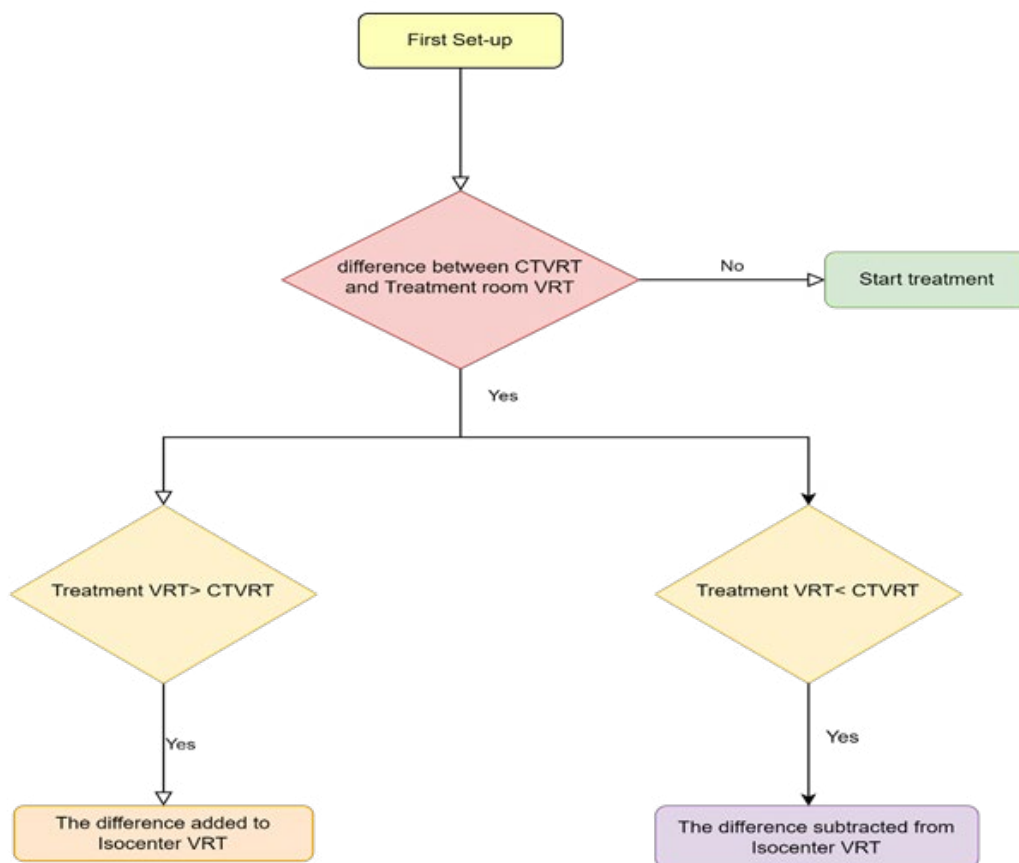 First Set-up
difference between CTVRT
and Treatment room VRT
No
Start treatment
Yes
Treatment VRT> CTVRT
Treatment VRT< CTVRT
Yes
Yes
The difference added to
Isocenter VRT
The difference subtracted from
Isocenter VRT